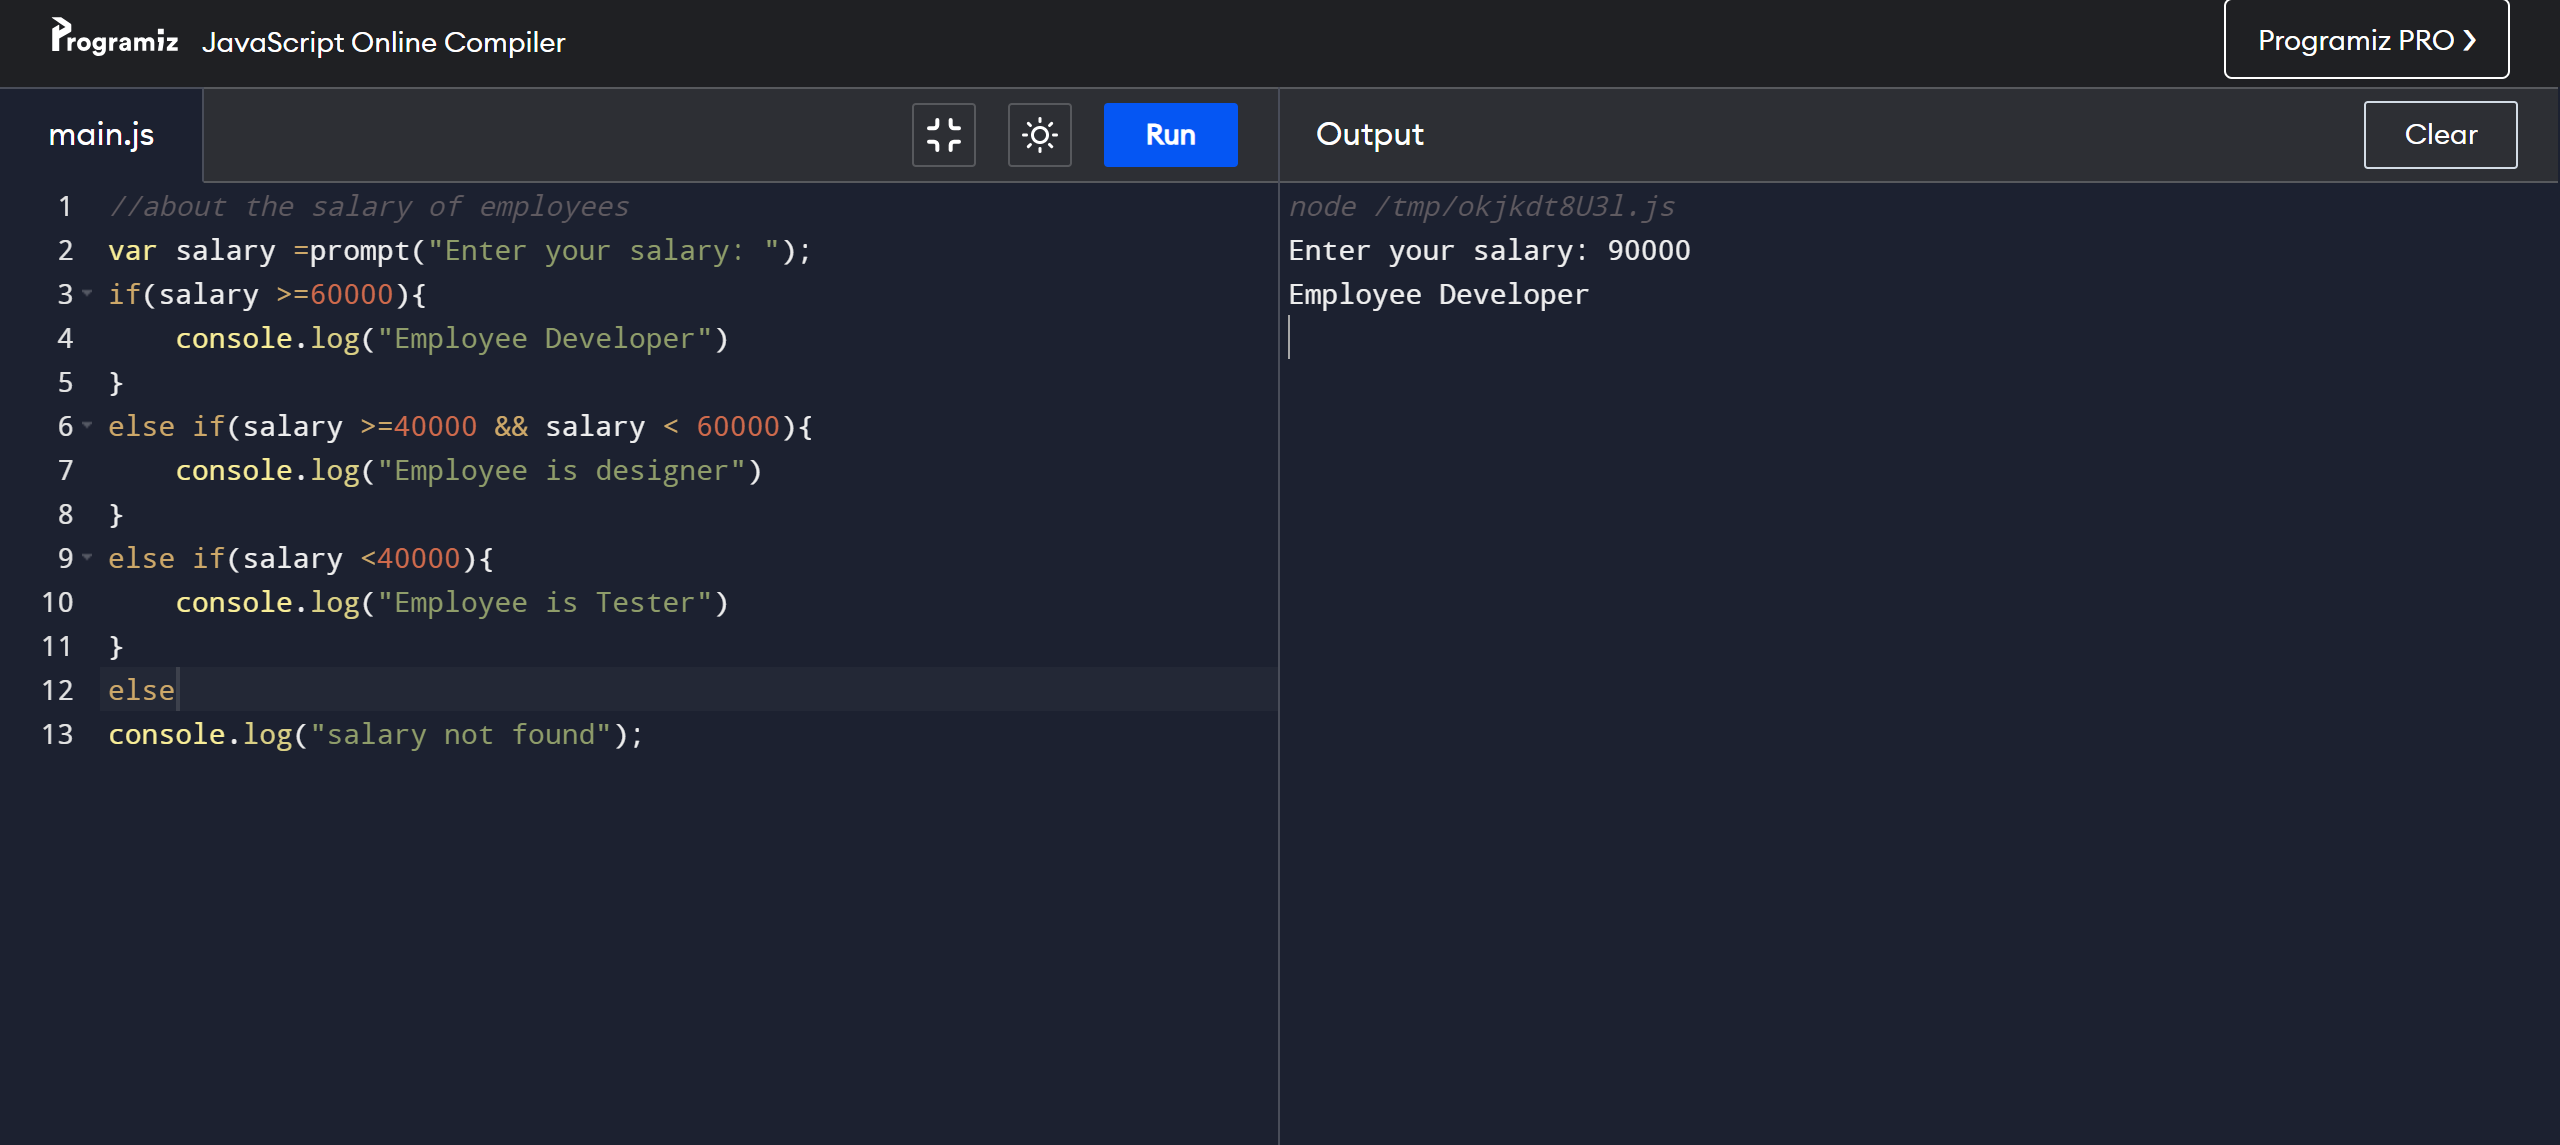 Programiz JavaScript Online Compiler
Programiz PRO ❯
main.js
Run
Output
Clear
1 //about the salary of employees
2 var salary =prompt("Enter your salary: ");
3 if(salary >=60000){
4     console.log("Employee Developer")
5 }
6 else if(salary >=40000 && salary < 60000){
7     console.log("Employee is designer")
8 }
9 else if(salary <40000){
10     console.log("Employee is Tester")
11 }
12 else
13 console.log("salary not found");
node /tmp/okjkdt8U3l.js
Enter your salary: 90000
Employee Developer